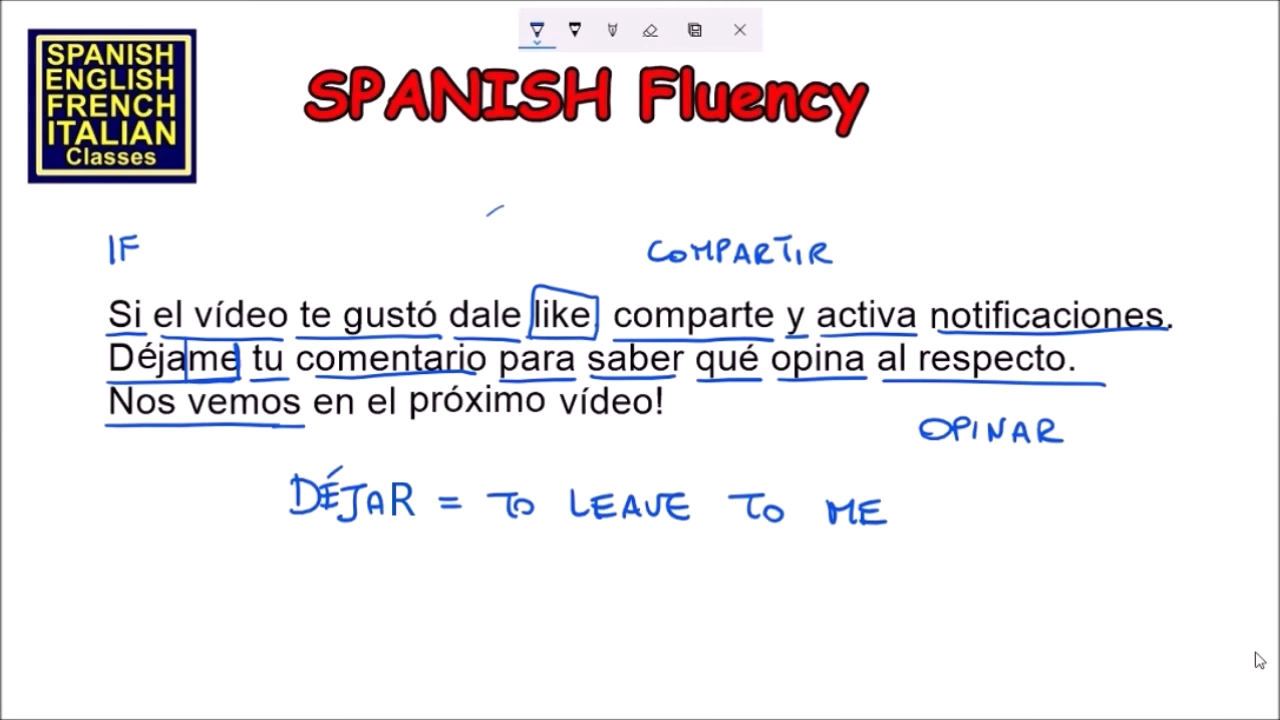 SPANISH
ENGLISH
FRENCH
ITALIAN
Classes
SPANISH Fluency
IF
COMPARTIR
Si el vídeo te gustó dale like comparte y activa notificaciones.
Déjame tu comentario para saber qué opina al respecto.
Nos vemos en el próximo vídeo!
OPINAR
DÉJAR = TO LEAVE TO ME